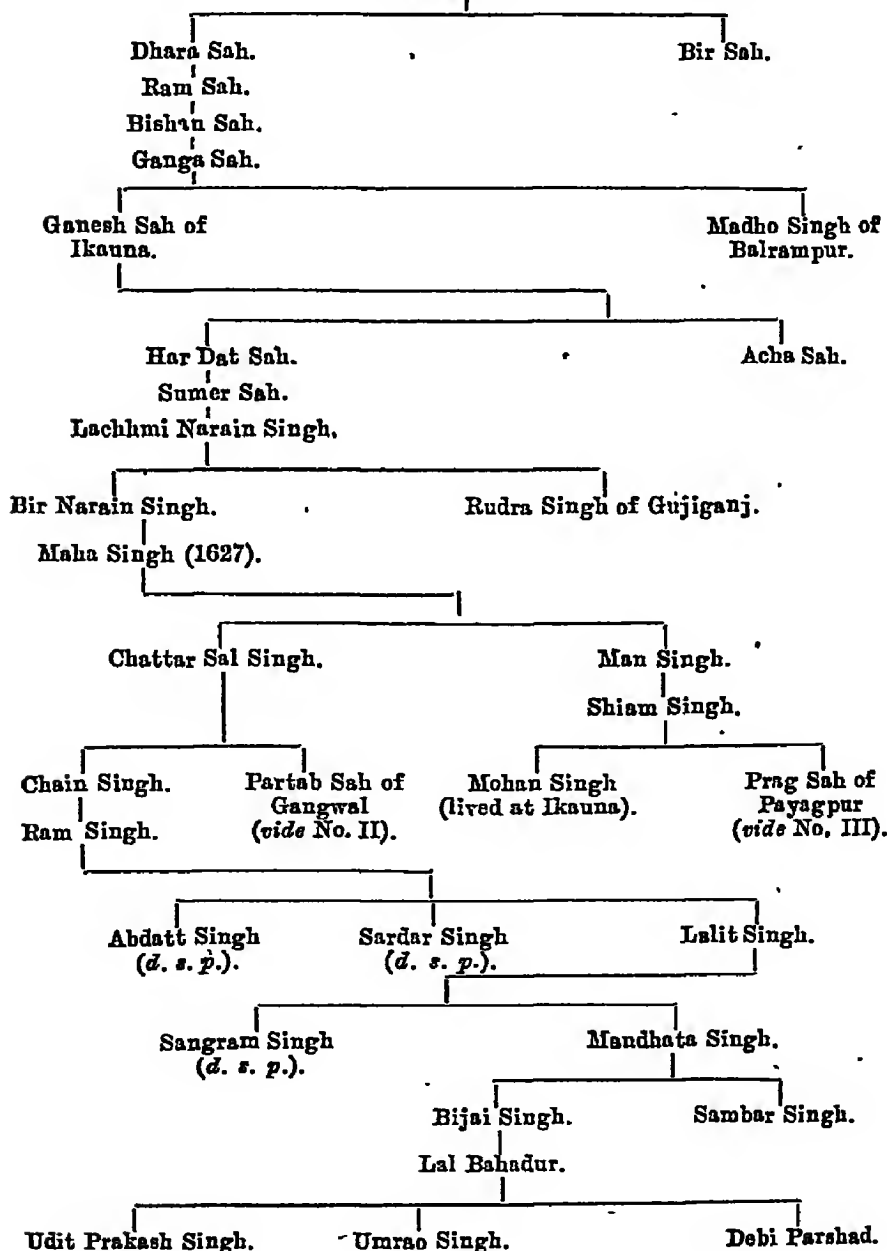 Dhara Sah. Bir Sah.
Ram Sah.
Bishan Sah.
Ganga Sah.
Ganesh Sah of Madho Singh of
Ikauna. Balrampur.
Har Dat Sah. Acha Sah.
Sumer Sah.
Lachhmi Narain Singh.
Bir Narain Singh. Rudra Singh of Gujiganj.
Maha Singh (1627).
Chattar Sal Singh. Man Singh.
Shiam Singh.
Chain Singh. Partab Sah of Mohan Singh Prag Sah of
Gangwal (lived at Ikauna). Payagpur
Ram Singh. (vide No. II). (vide No. III).
Abdatt Singh Sardar Singh Lalit Singh.
(d. s. p.). (d. s. p.).
Sangram Singh Mandhata Singh.
(d. s. p.).
Bijai Singh. Sambar Singh.
Lal Bahadur.
Udit Prakash Singh. Umrao Singh. Debi Parshad.